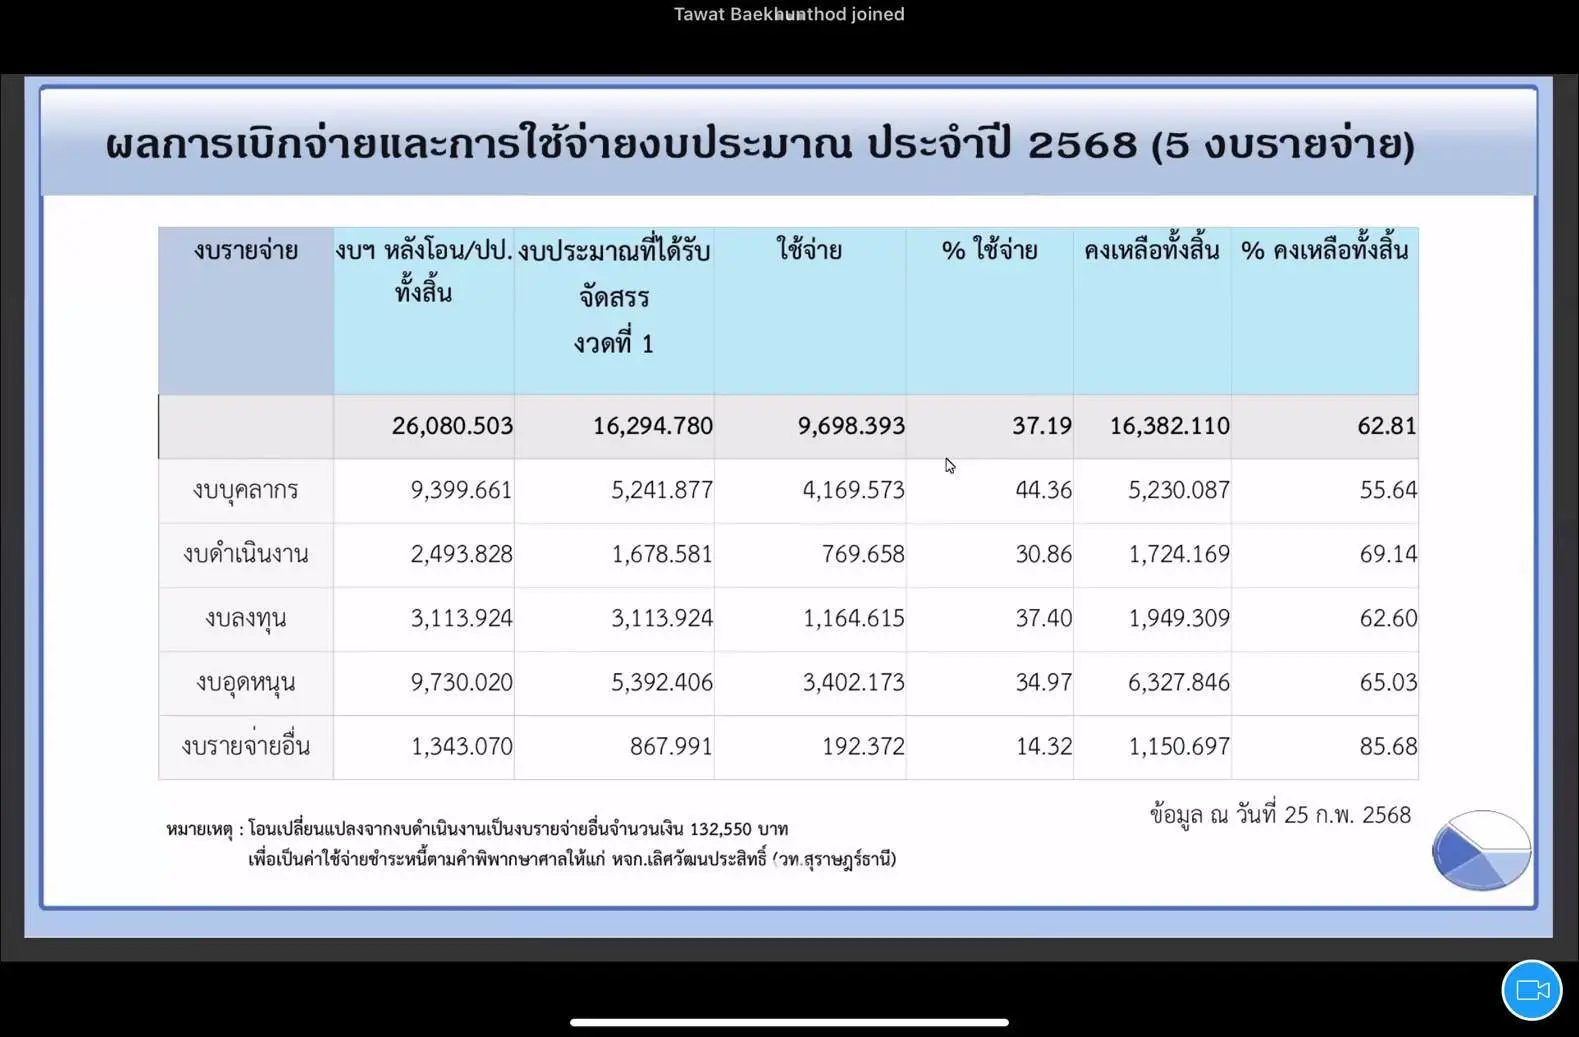 Tawat Baekhunthod joined
ผลการเบิกจ่ายและการใช้จ่ายงบประมาณ ประจำปี 2568 (5 งบรายจ่าย)
งบรายจ่าย งบฯ หลังโอน/ปป. งบประมาณที่ได้รับ ใช้จ่าย % ใช้จ่าย คงเหลือทั้งสิ้น % คงเหลือทั้งสิ้น
ทั้งสิ้น จัดสรร
งวดที่ 1
26,080.503 16,294.780 9,698.393 37.19 16,382.110 62.81
งบบุคลากร 9,399.661 5,241.877 4,169.573 44.36 5,230.087 55.64
งบดำเนินงาน 2,493.828 1,678.581 769.658 30.86 1,724.169 69.14
งบลงทุน 3,113.924 3,113.924 1,164.615 37.40 1,949.309 62.60
งบอุดหนุน 9,730.020 5,392.406 3,402.173 34.97 6,327.846 65.03
งบรายจ่ายอื่น 1,343.070 867.991 192.372 14.32 1,150.697 85.68
ข้อมูล ณ วันที่ 25 ก.พ. 2568
หมายเหตุ : โอนเปลี่ยนแปลงจากงบดำเนินงานเป็นงบรายจ่ายอื่นจำนวนเงิน 132,550 บาท
เพื่อเป็นค่าใช้จ่ายชำระหนี้ตามคำพิพากษาศาลให้แก่ หจก.เลิศวัฒนประสิทธิ์ (วท.สุราษฎร์ธานี)